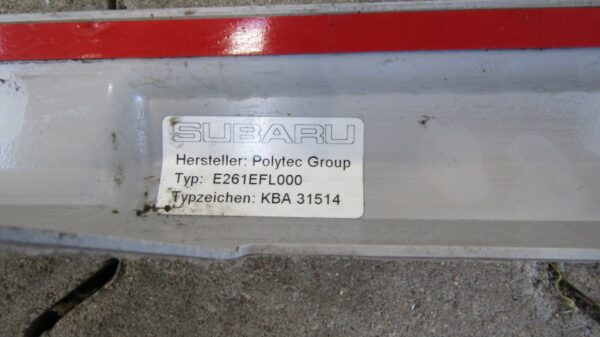 SUBARU
Hersteller: Polytec Group
Typ: E261EFL000
Typzeichen: KBA 31514